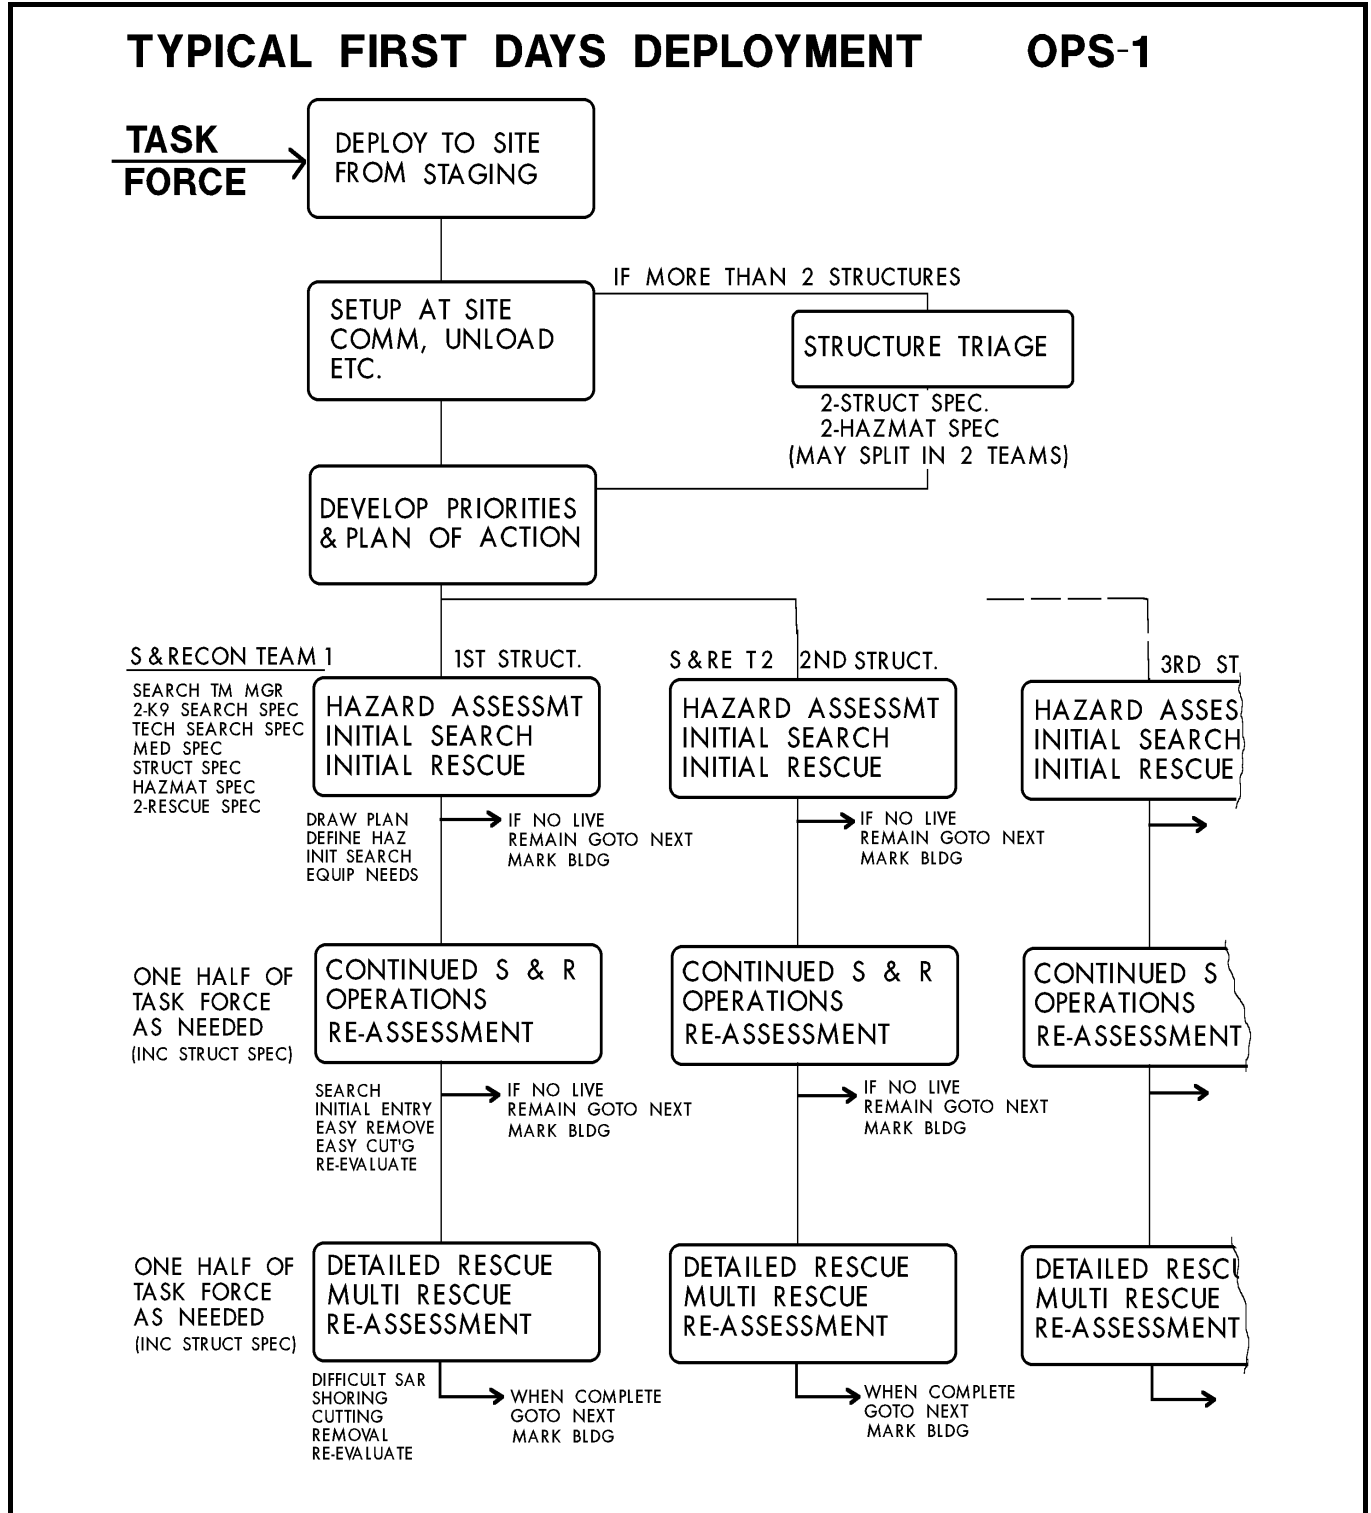 TYPICAL FIRST DAYS DEPLOYMENT OPS-1
TASK
FORCE
DEPLOY TO SITE
FROM STAGING
IF MORE THAN 2 STRUCTURES
SETUP AT SITE
COMM, UNLOAD
ETC.
STRUCTURE TRIAGE
2-STRUCT SPEC.
2-HAZMAT SPEC
(MAY SPLIT IN 2 TEAMS)
DEVELOP PRIORITIES
& PLAN OF ACTION
S & RECON TEAM 1
SEARCH TM MGR
2-K9 SEARCH SPEC
TECH SEARCH SPEC
MED SPEC
STRUCT SPEC
HAZMAT SPEC
2-RESCUE SPEC
1ST STRUCT.
HAZARD ASSESSMT
INITIAL SEARCH
INITIAL RESCUE
S & RE T2 2ND STRUCT.
HAZARD ASSESSMT
INITIAL SEARCH
INITIAL RESCUE
3RD ST
HAZARD ASSES
INITIAL SEARCH
INITIAL RESCUE
DRAW PLAN
DEFINE HAZ
INIT SEARCH
EQUIP NEEDS
IF NO LIVE
REMAIN GOTO NEXT
MARK BLDG
IF NO LIVE
REMAIN GOTO NEXT
MARK BLDG
ONE HALF OF
TASK FORCE
AS NEEDED
(INC STRUCT SPEC)
CONTINUED S & R
OPERATIONS
RE-ASSESSMENT
CONTINUED S & R
OPERATIONS
RE-ASSESSMENT
CONTINUED S
OPERATIONS
RE-ASSESSMENT
SEARCH
INITIAL ENTRY
EASY REMOVE
EASY CUT'G
RE-EVALUATE
IF NO LIVE
REMAIN GOTO NEXT
MARK BLDG
IF NO LIVE
REMAIN GOTO NEXT
MARK BLDG
ONE HALF OF
TASK FORCE
AS NEEDED
(INC STRUCT SPEC)
DETAILED RESCUE
MULTI RESCUE
RE-ASSESSMENT
DETAILED RESCUE
MULTI RESCUE
RE-ASSESSMENT
DETAILED RESCU
MULTI RESCUE
RE-ASSESSMENT
DIFFICULT SAR
SHORING
CUTTING
REMOVAL
RE-EVALUATE
WHEN COMPLETE
GOTO NEXT
MARK BLDG
WHEN COMPLETE
GOTO NEXT
MARK BLDG